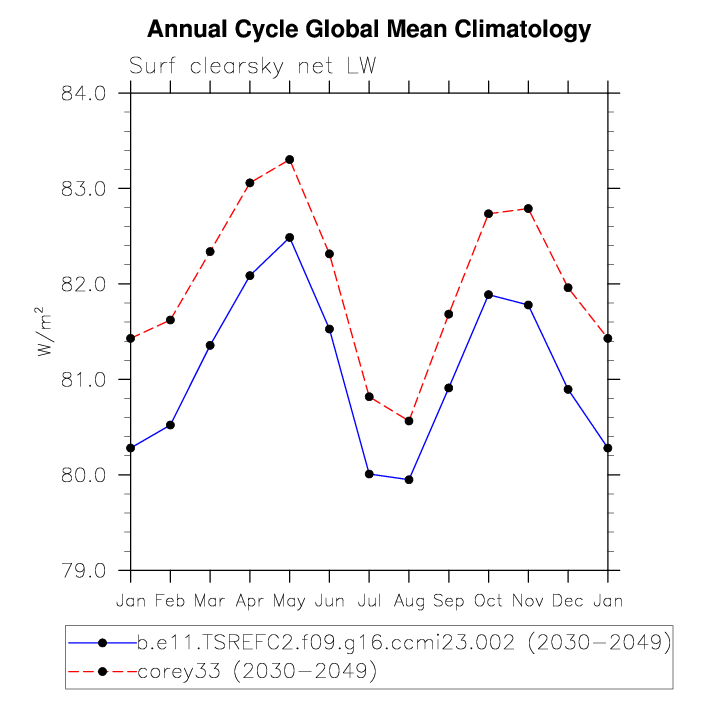 Annual Cycle Global Mean Climatology
Surf clearsky net LW
84.0
83.0
82.0
81.0
80.0
79.0
W/m²
Jan Feb Mar Apr May Jun Jul Aug Sep Oct Nov Dec Jan
b.e11.TSREFC2.f09.g16.ccmi23.002 (2030−2049)
corey33 (2030−2049)